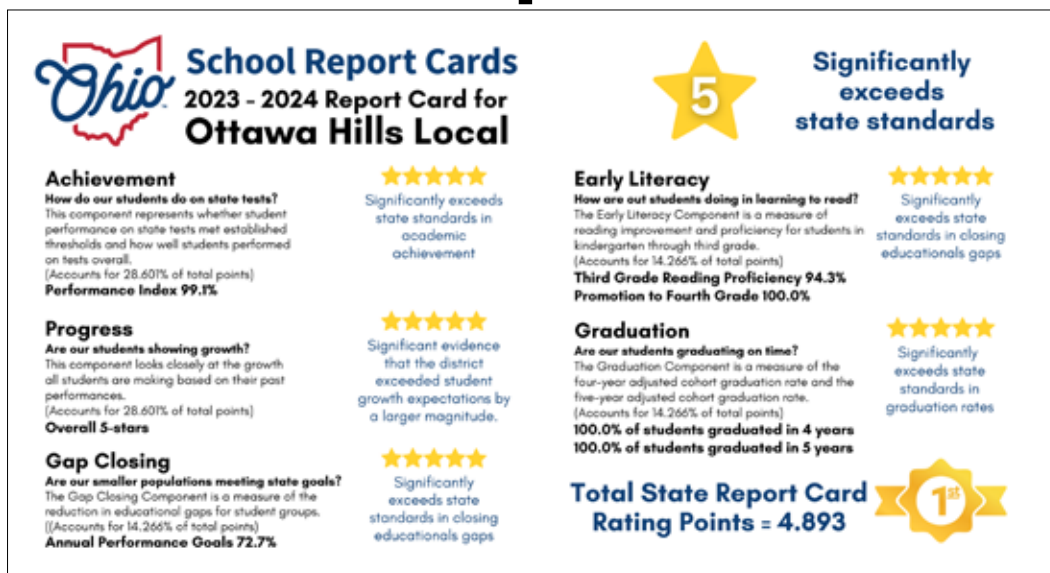 Ohio
School Report Cards
2023 - 2024 Report Card for
Ottawa Hills Local
5
Significantly
exceeds
state standards
Achievement
How do our students do on state tests?
This component represents whether student
performance on state tests met established
thresholds and how well students performed
on tests overall.
(Accounts for 28.601% of total points)
Performance Index 99.1%
Significantly exceeds
state standards in
academic
achievement
Progress
Are our students showing growth?
This component looks closely at the growth
all students are making based on their past
performances.
(Accounts for 28.601% of total points)
Overall 5-stars
Significant evidence
that the district
exceeded student
growth expectations by
a larger magnitude.
Gap Closing
Are our smaller populations meeting state goals?
The Gap Closing Component is a measure of the
reduction in educational gaps for student groups.
((Accounts for 14.266% of total points)
Annual Performance Goals 72.7%
Significantly
exceeds state
standards in closing
educationals gaps
Early Literacy
How are out students doing in learning to read?
The Early Literacy Component is a measure of
reading improvement and proficiency for students in
kindergarten through third grade.
(Accounts for 14.266% of total points)
Third Grade Reading Proficiency 94.3%
Promotion to Fourth Grade 100.0%
Significantly
exceeds state
standards in closing
educationals gaps
Graduation
Are our students graduating on time?
The Graduation Component is a measure of the
four-year adjusted cohort graduation rate and the
five-year adjusted cohort graduation rate.
(Accounts for 14.266% of total points)
100.0% of students graduated in 4 years
100.0% of students graduated in 5 years
Significantly
exceeds state
standards in
graduation rates
Total State Report Card
Rating Points = 4.893
1st